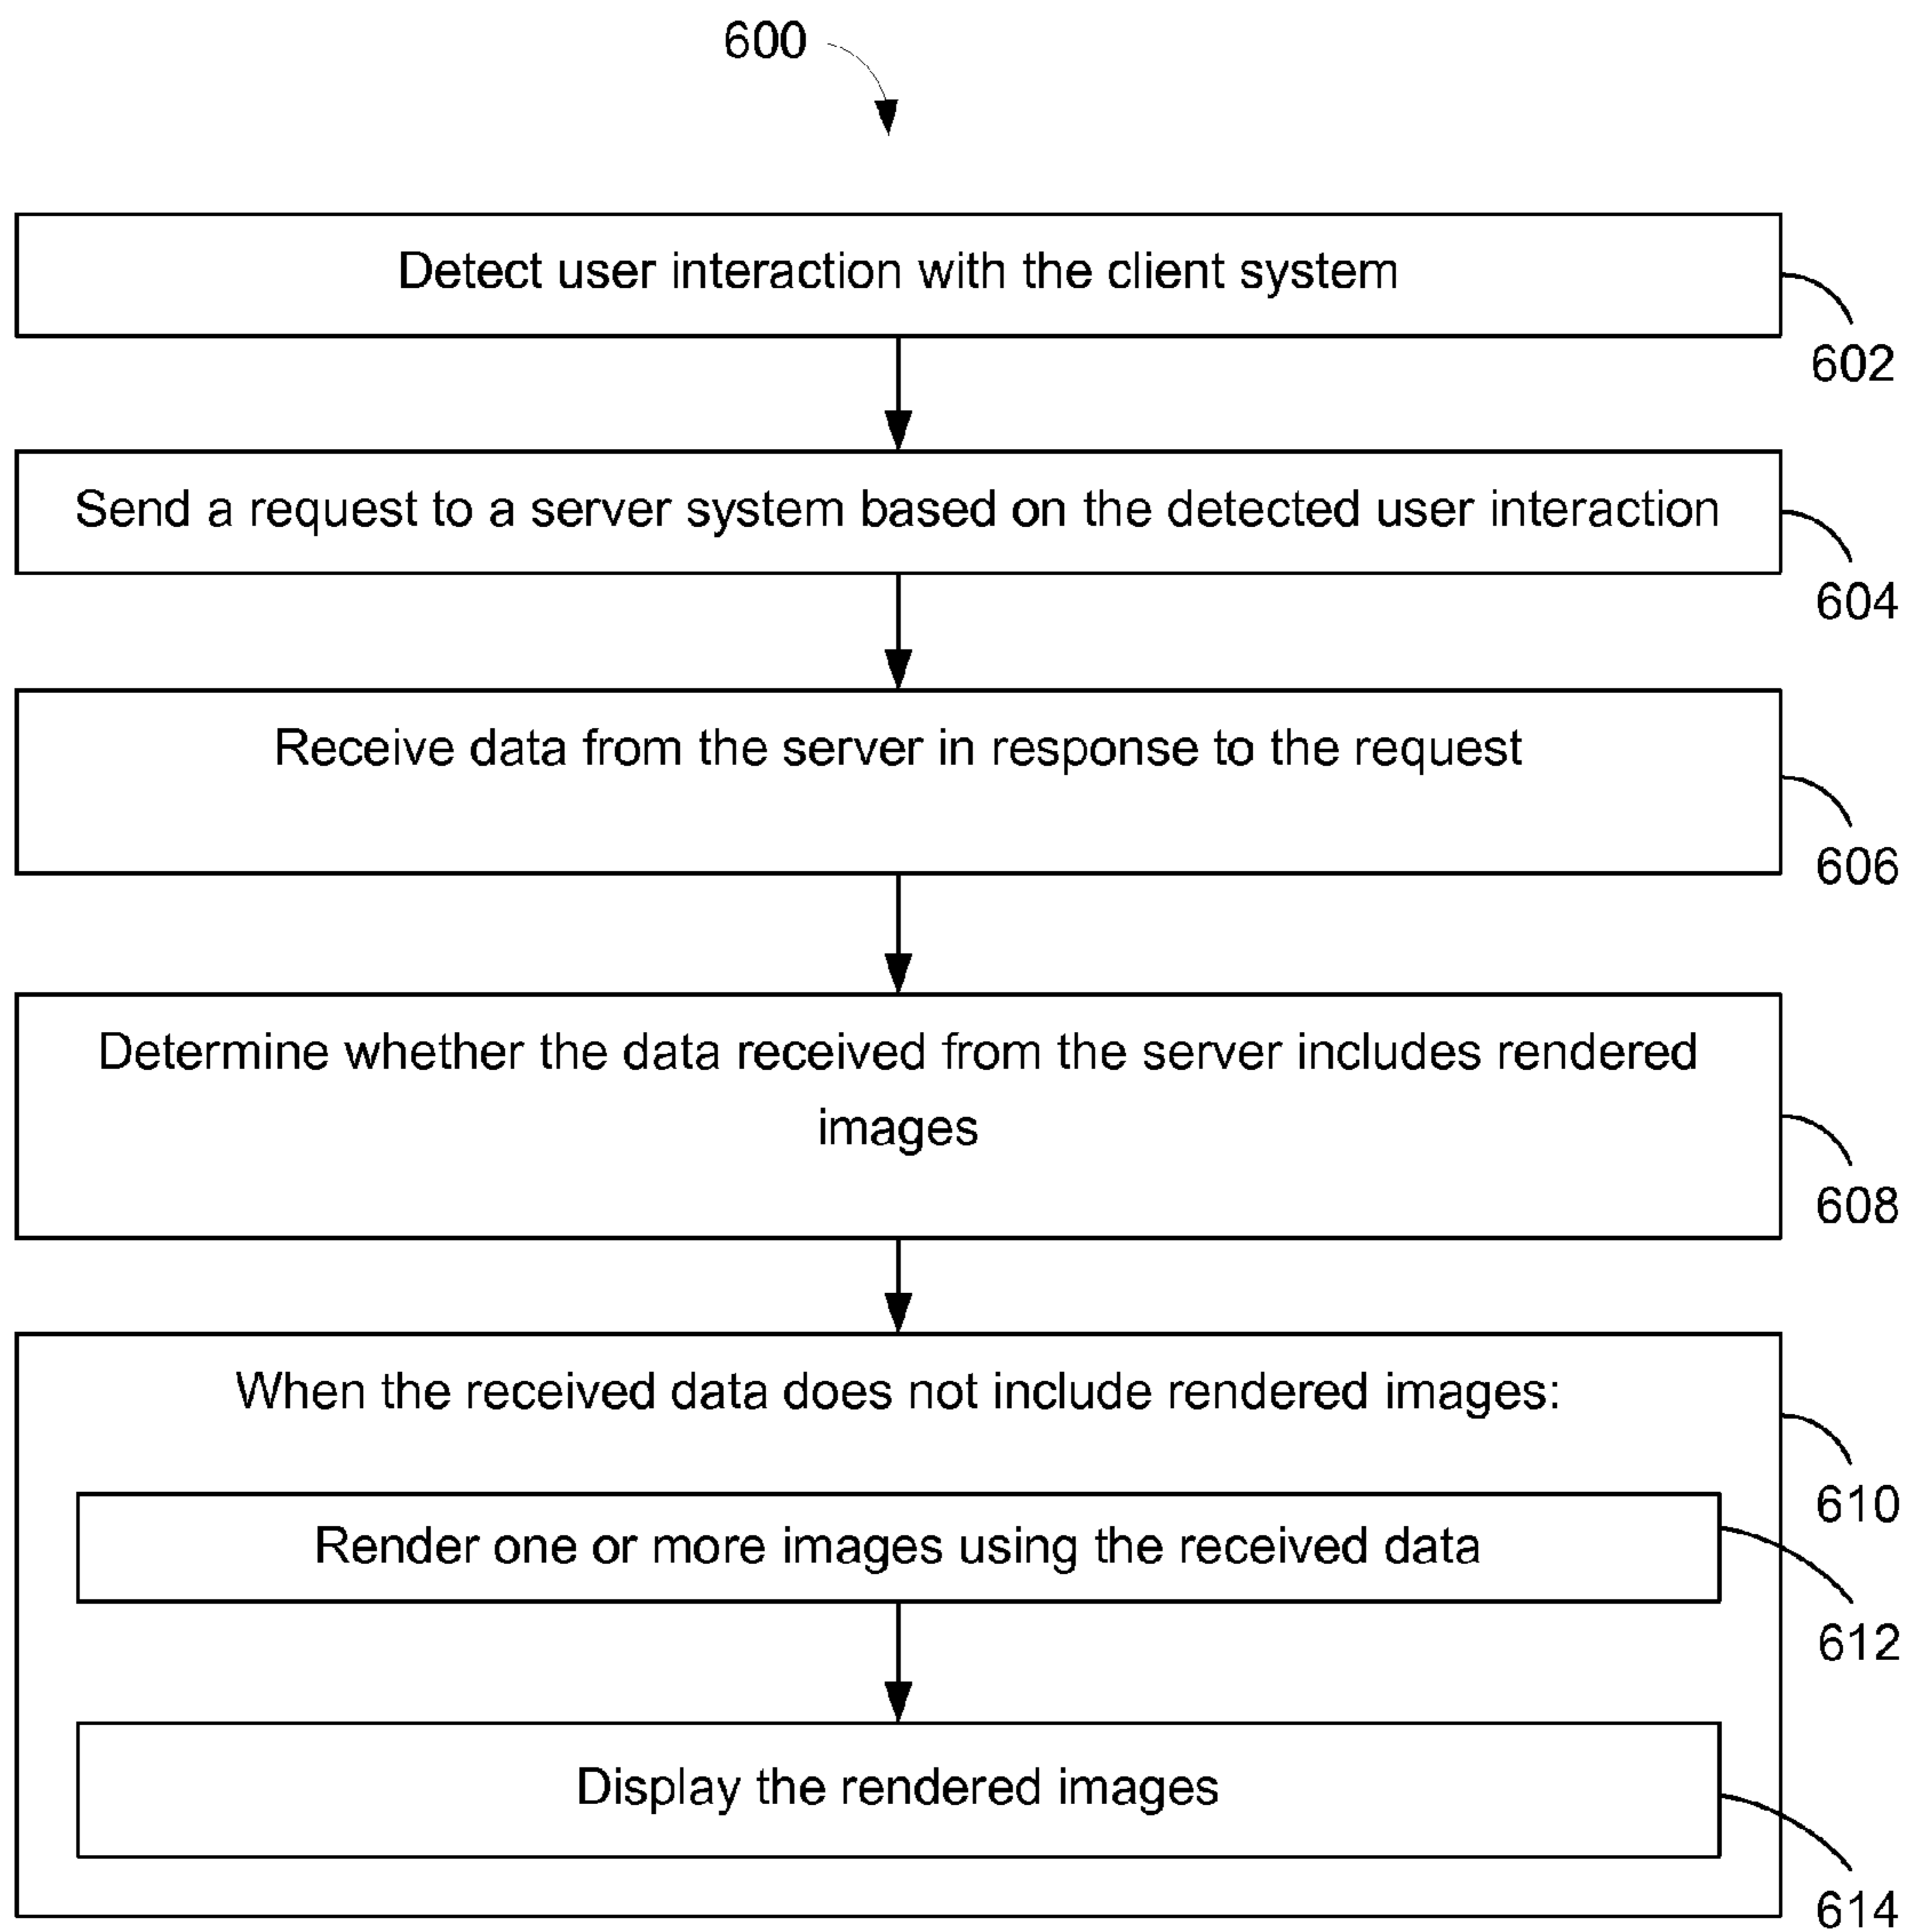 600
Detect user interaction with the client system
602
Send a request to a server system based on the detected user interaction
604
Receive data from the server in response to the request
606
Determine whether the data received from the server includes rendered
images
608
When the received data does not include rendered images:
610
Render one or more images using the received data
612
Display the rendered images
614